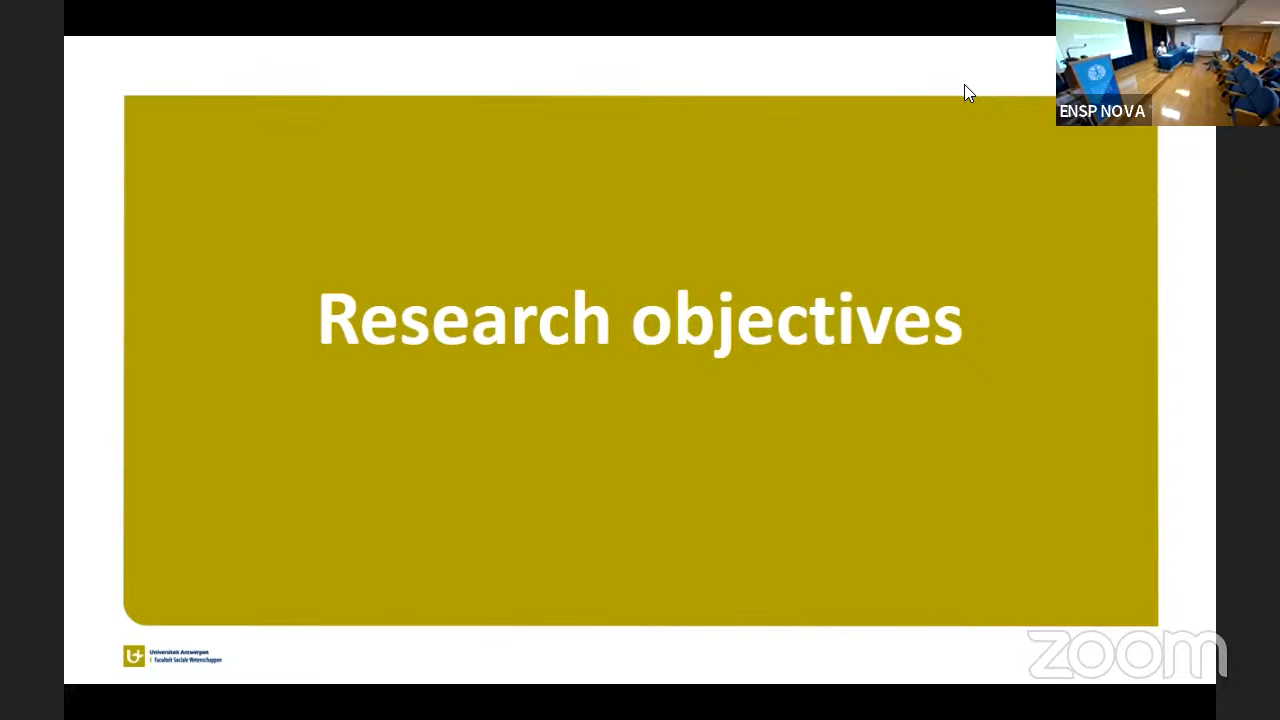 ENSP NOVA
Research objectives
Universiteit Antwerpen
Faculteit Sociale Wetenschappen
zoom